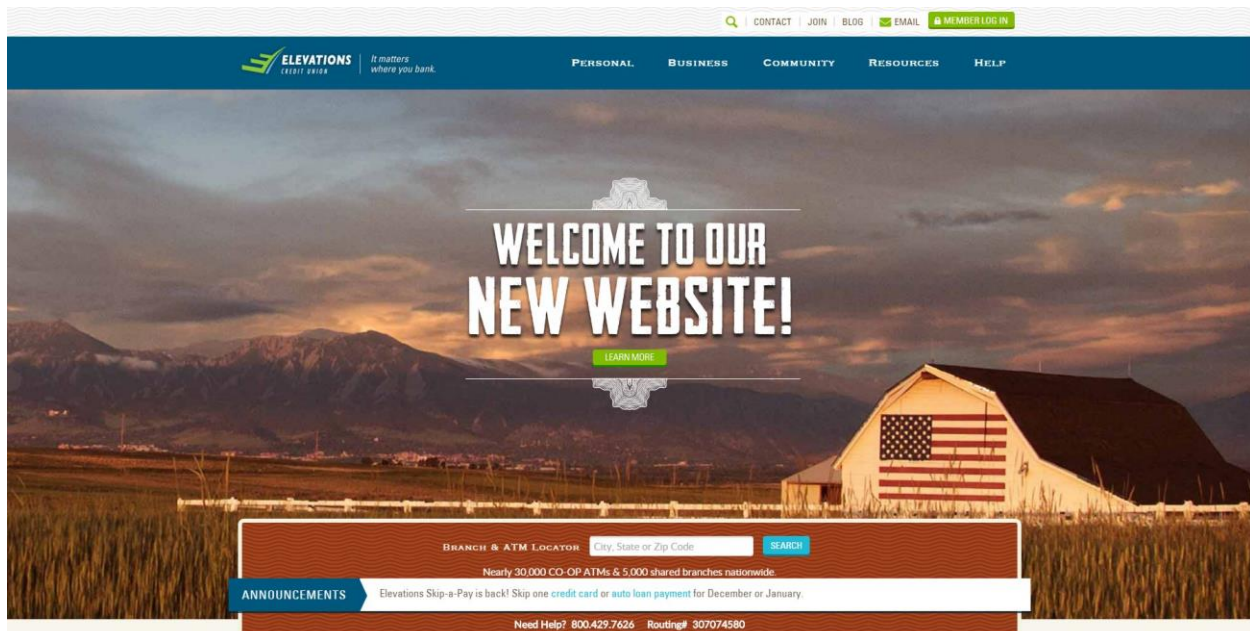 CONTACT JOIN BLOG EMAIL MEMBER LOG IN
ELEVATIONS
CREDIT UNION
It matters
where you bank.
PERSONAL BUSINESS COMMUNITY RESOURCES HELP
WELCOME TO OUR
NEW WEBSITE!
LEARN MORE
BRANCH & ATM LOCATOR City, State or Zip Code SEARCH
Nearly 30,000 CO-OP ATMs & 5,000 shared branches nationwide.
ANNOUNCEMENTS Elevations Skip-a-Pay is back! Skip one credit card or auto loan payment for December or January.
Need Help? 800.429.7626 Routing# 307074580